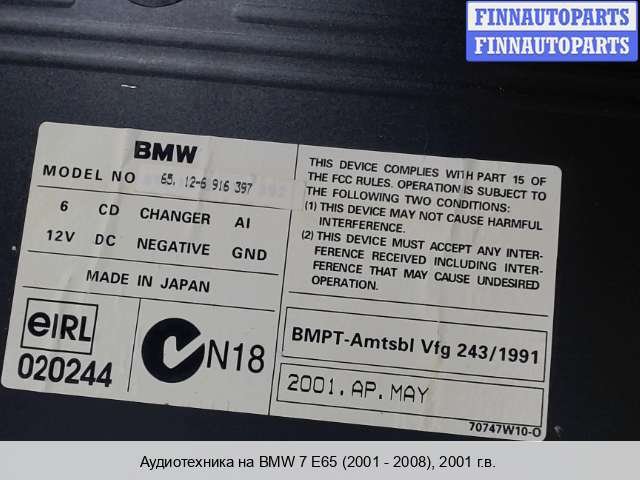 FINNAUTOPARTS
FINNAUTOPARTS
BMW
MODEL NO 65. 12-6 916 397
6 CD CHANGER AI
12V DC NEGATIVE GND
MADE IN JAPAN
eIRL
020244
N18
THIS DEVICE COMPLIES WITH PART 15 OF
THE FCC RULES. OPERATION IS SUBJECT TO
THE FOLLOWING TWO CONDITIONS:
(1) THIS DEVICE MAY NOT CAUSE HARMFUL
INTERFERENCE.
(2) THIS DEVICE MUST ACCEPT ANY INTER-
FERENCE RECEIVED INCLUDING INTER-
FERENCE THAT MAY CAUSE UNDESIRED
OPERATION.
BMPT-Amtsbl Vfg 243/1991
2001. AP. MAY
70747W10-O
Аудиотехника на BMW 7 E65 (2001 - 2008), 2001 г.в.